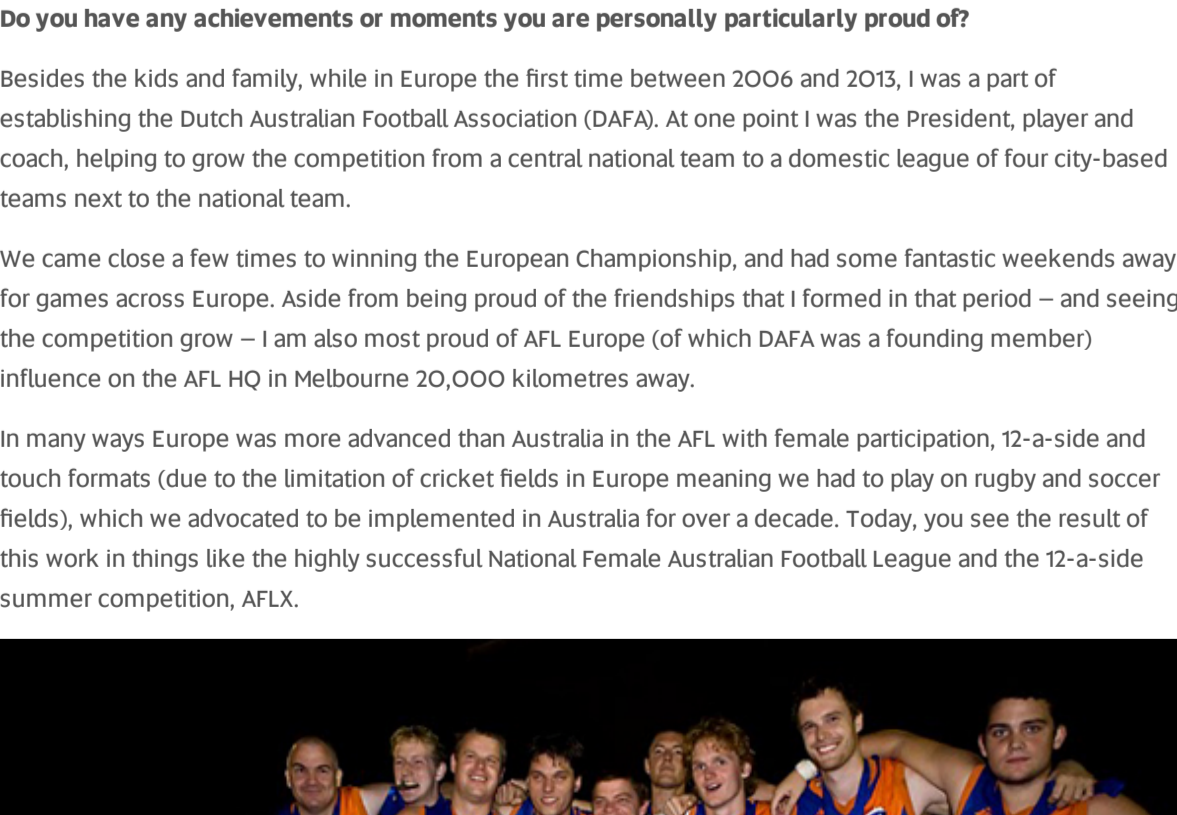 Do you have any achievements or moments you are personally particularly proud of?
Besides the kids and family, while in Europe the first time between 2006 and 2013, I was a part of
establishing the Dutch Australian Football Association (DAFA). At one point I was the President, player and
coach, helping to grow the competition from a central national team to a domestic league of four city-based
teams next to the national team.
We came close a few times to winning the European Championship, and had some fantastic weekends away
for games across Europe. Aside from being proud of the friendships that I formed in that period – and seeing
the competition grow – I am also most proud of AFL Europe (of which DAFA was a founding member)
influence on the AFL HQ in Melbourne 20,000 kilometres away.
In many ways Europe was more advanced than Australia in the AFL with female participation, 12-a-side and
touch formats (due to the limitation of cricket fields in Europe meaning we had to play on rugby and soccer
fields), which we advocated to be implemented in Australia for over a decade. Today, you see the result of
this work in things like the highly successful National Female Australian Football League and the 12-a-side
summer competition, AFLX.